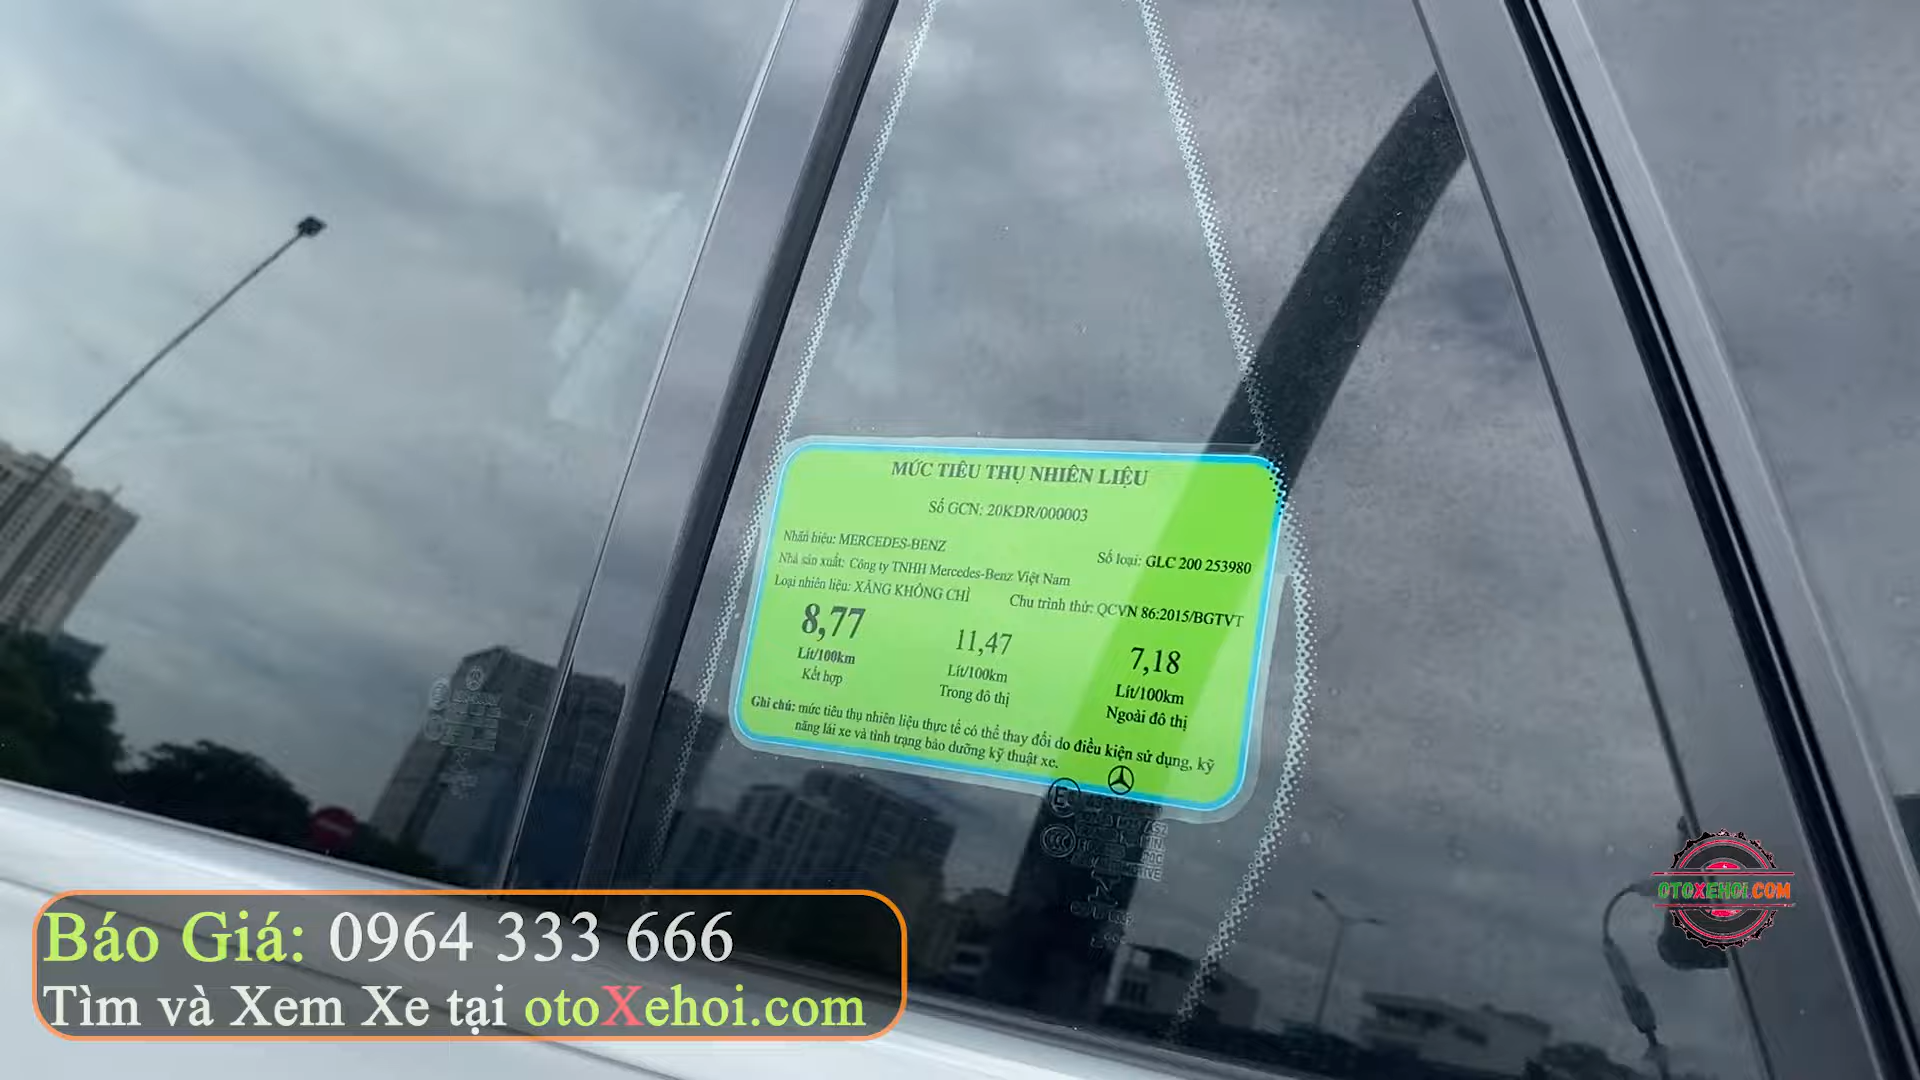 MỨC TIÊU THỤ NHIÊN LIỆU
Số GCN: 20KDR/000003
Nhãn hiệu: MERCEDES-BENZ
Số loại: GLC 200 253980
Nhà sản xuất: Công ty TNHH Mercedes-Benz Việt Nam
Loại nhiên liệu: XĂNG KHÔNG CHÌ
Chu trình thử: QCVN 86:2015/BGTVT
8,77
Lít/100km
Kết hợp
11,47
Lít/100km
Trong đô thị
7,18
Lít/100km
Ngoài đô thị
Ghi chú: mức tiêu thụ nhiên liệu thực tế có thể thay đổi do điều kiện sử dụng, kỹ
năng lái xe và tình trạng bảo dưỡng kỹ thuật xe.
OTOXEHOI.COM
Báo Giá: 0964 333 666
Tìm và Xem Xe tại otoXehoi.com